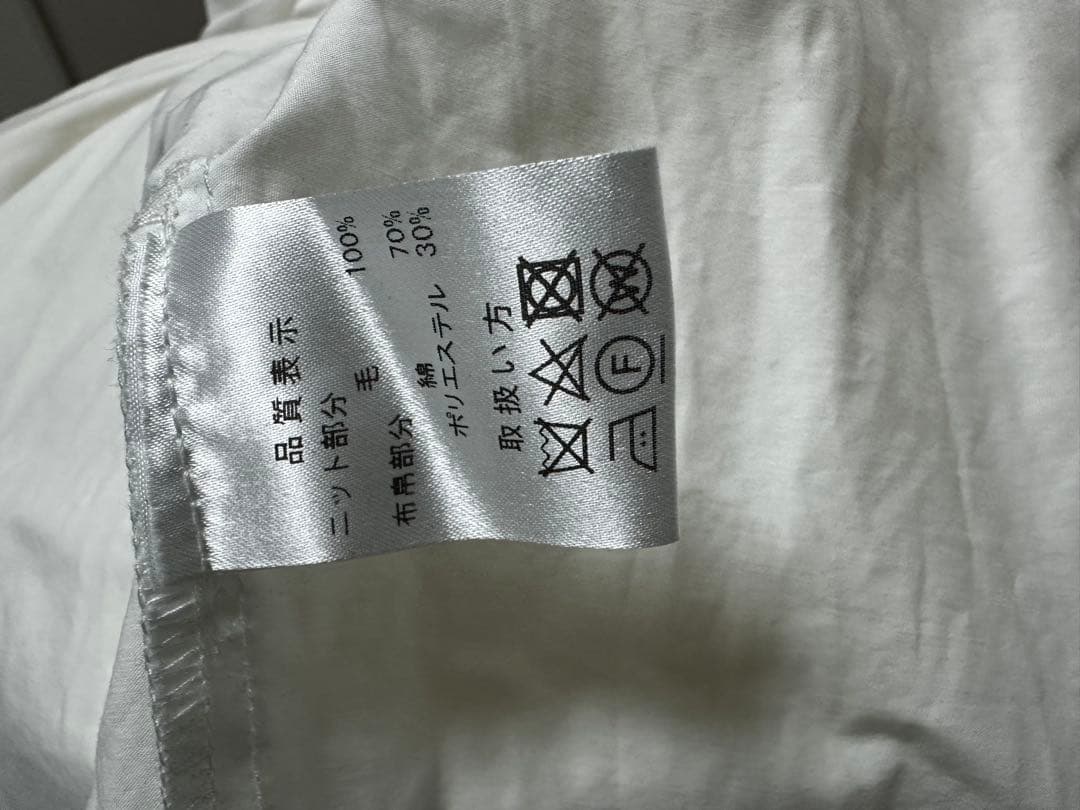 品質表示
ニット部分
毛 100%
布帛部分
綿 70%
ポリエステル 30%
取扱い方
F W